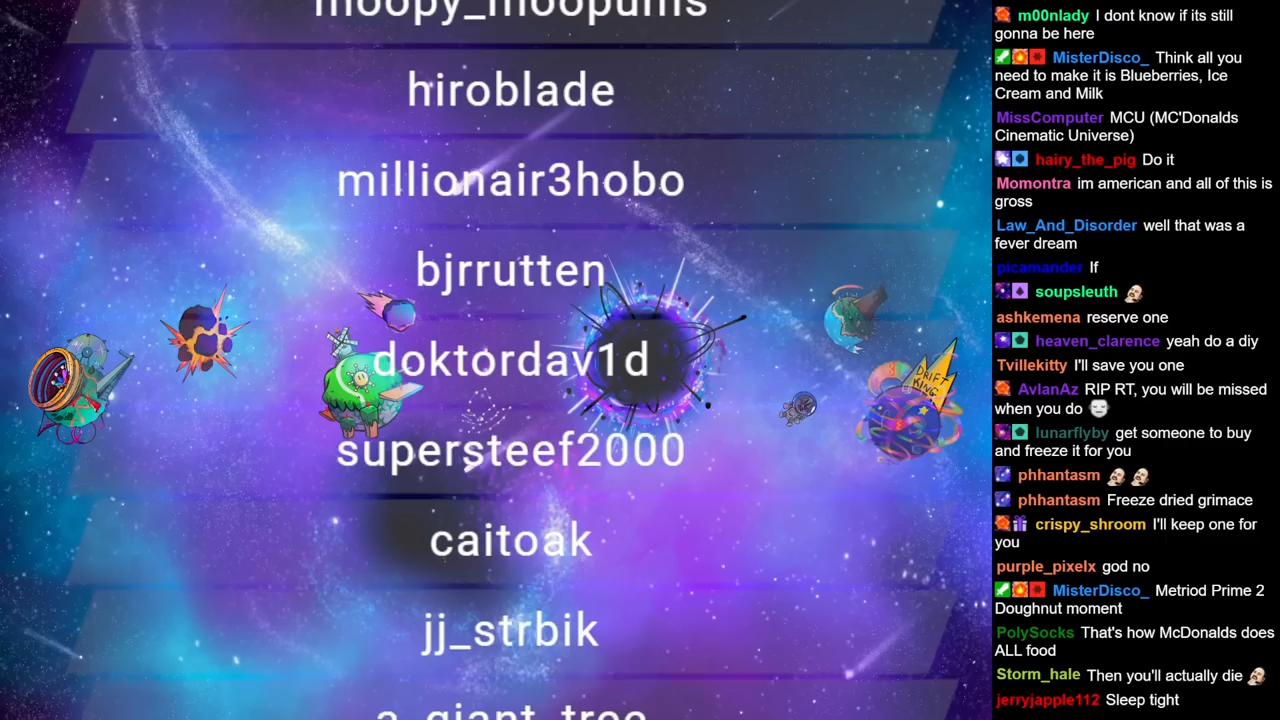 moopy_moopums
hiroblade
millionair3hobo
bjrrutten
doktordav1d
supersteef2000
caitoak
jj_strbik
a_giant_tree
DRIFT
KING
m00nlady I dont know if its still
gonna be here
MisterDisco_ Think all you
need to make it is Blueberries, Ice
Cream and Milk
MissComputer MCU (MC'Donalds
Cinematic Universe)
hairy_the_pig Do it
Momontra im american and all of this is
gross
Law_And_Disorder well that was a
fever dream
picamander If
soupsleuth
ashkemena reserve one
heaven_clarence yeah do a diy
Tvillekitty I'll save you one
AvlanAz RIP RT, you will be missed
when you do
lunarflyby get someone to buy
and freeze it for you
phhantasm
phhantasm Freeze dried grimace
crispy_shroom I'll keep one for
you
purple_pixelx god no
MisterDisco_ Metriod Prime 2
Doughnut moment
PolySocks That's how McDonalds does
ALL food
Storm_hale Then you'll actually die
jerryjapple112 Sleep tight